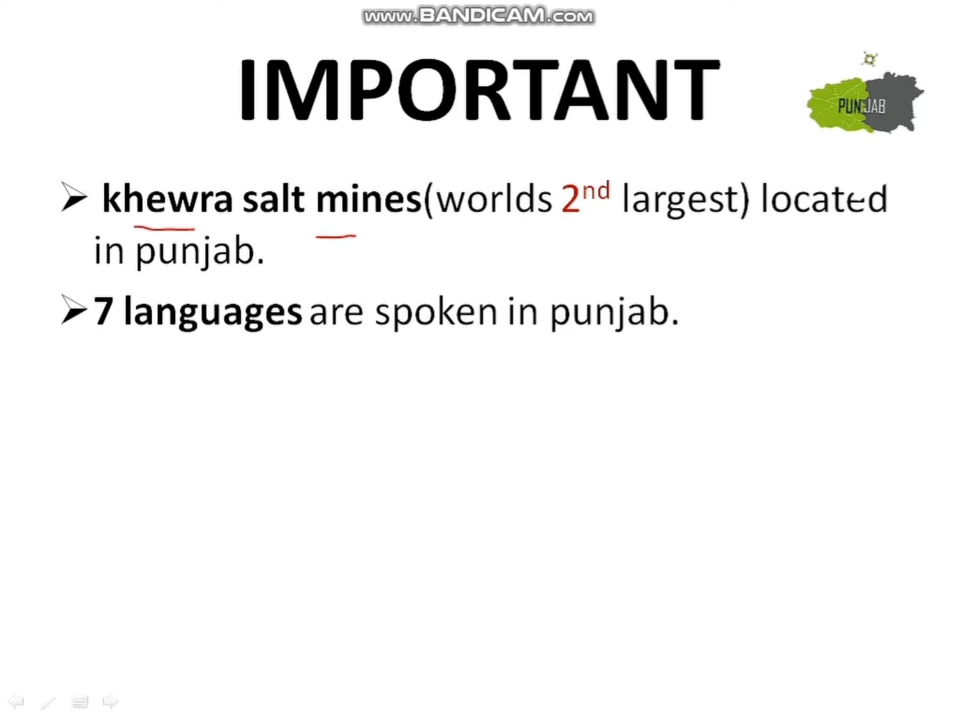 www.BANDICAM.com
IMPORTANT
PUNJAB
➢ khewra salt mines(worlds 2nd largest) located
in punjab.
➢ 7 languages are spoken in punjab.